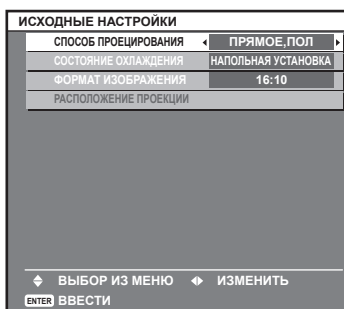 ИСХОДНЫЕ НАСТРОЙКИ
СПОСОБ ПРОЕЦИРОВАНИЯ ПРЯМОЕ,ПОЛ
СОСТОЯНИЕ ОХЛАЖДЕНИЯ НАПОЛЬНАЯ УСТАНОВКА
ФОРМАТ ИЗОБРАЖЕНИЯ 16:10
РАСПОЛОЖЕНИЕ ПРОЕКЦИИ
ВЫБОР ИЗ МЕНЮ ИЗМЕНИТЬ
ENTER ВВЕСТИ